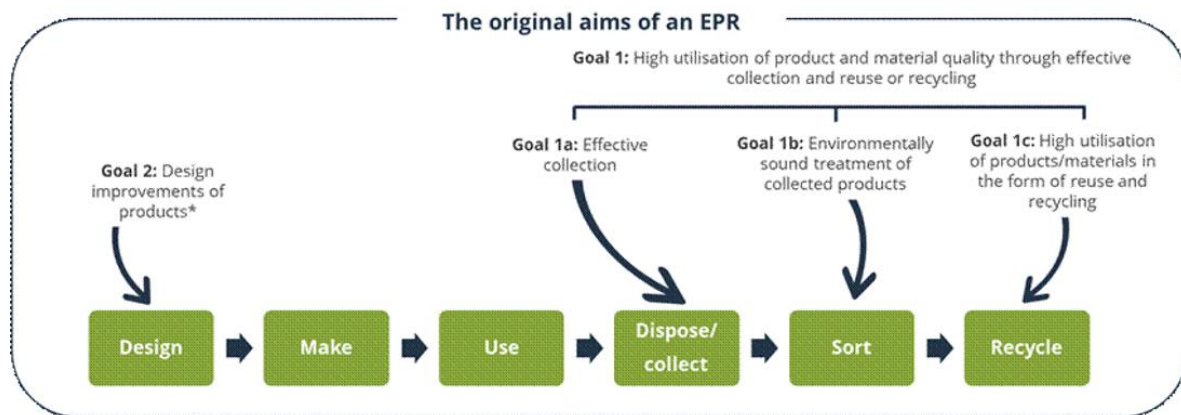 The original aims of an EPR
Goal 1: High utilisation of product and material quality through effective
collection and reuse or recycling
Goal 2: Design
improvements of
products*
Goal 1a: Effective
collection
Goal 1b: Environmentally
sound treatment of
collected products
Goal 1c: High utilisation
of products/materials in
the form of reuse and
recycling
Design
Make
Use
Dispose/
collect
Sort
Recycle